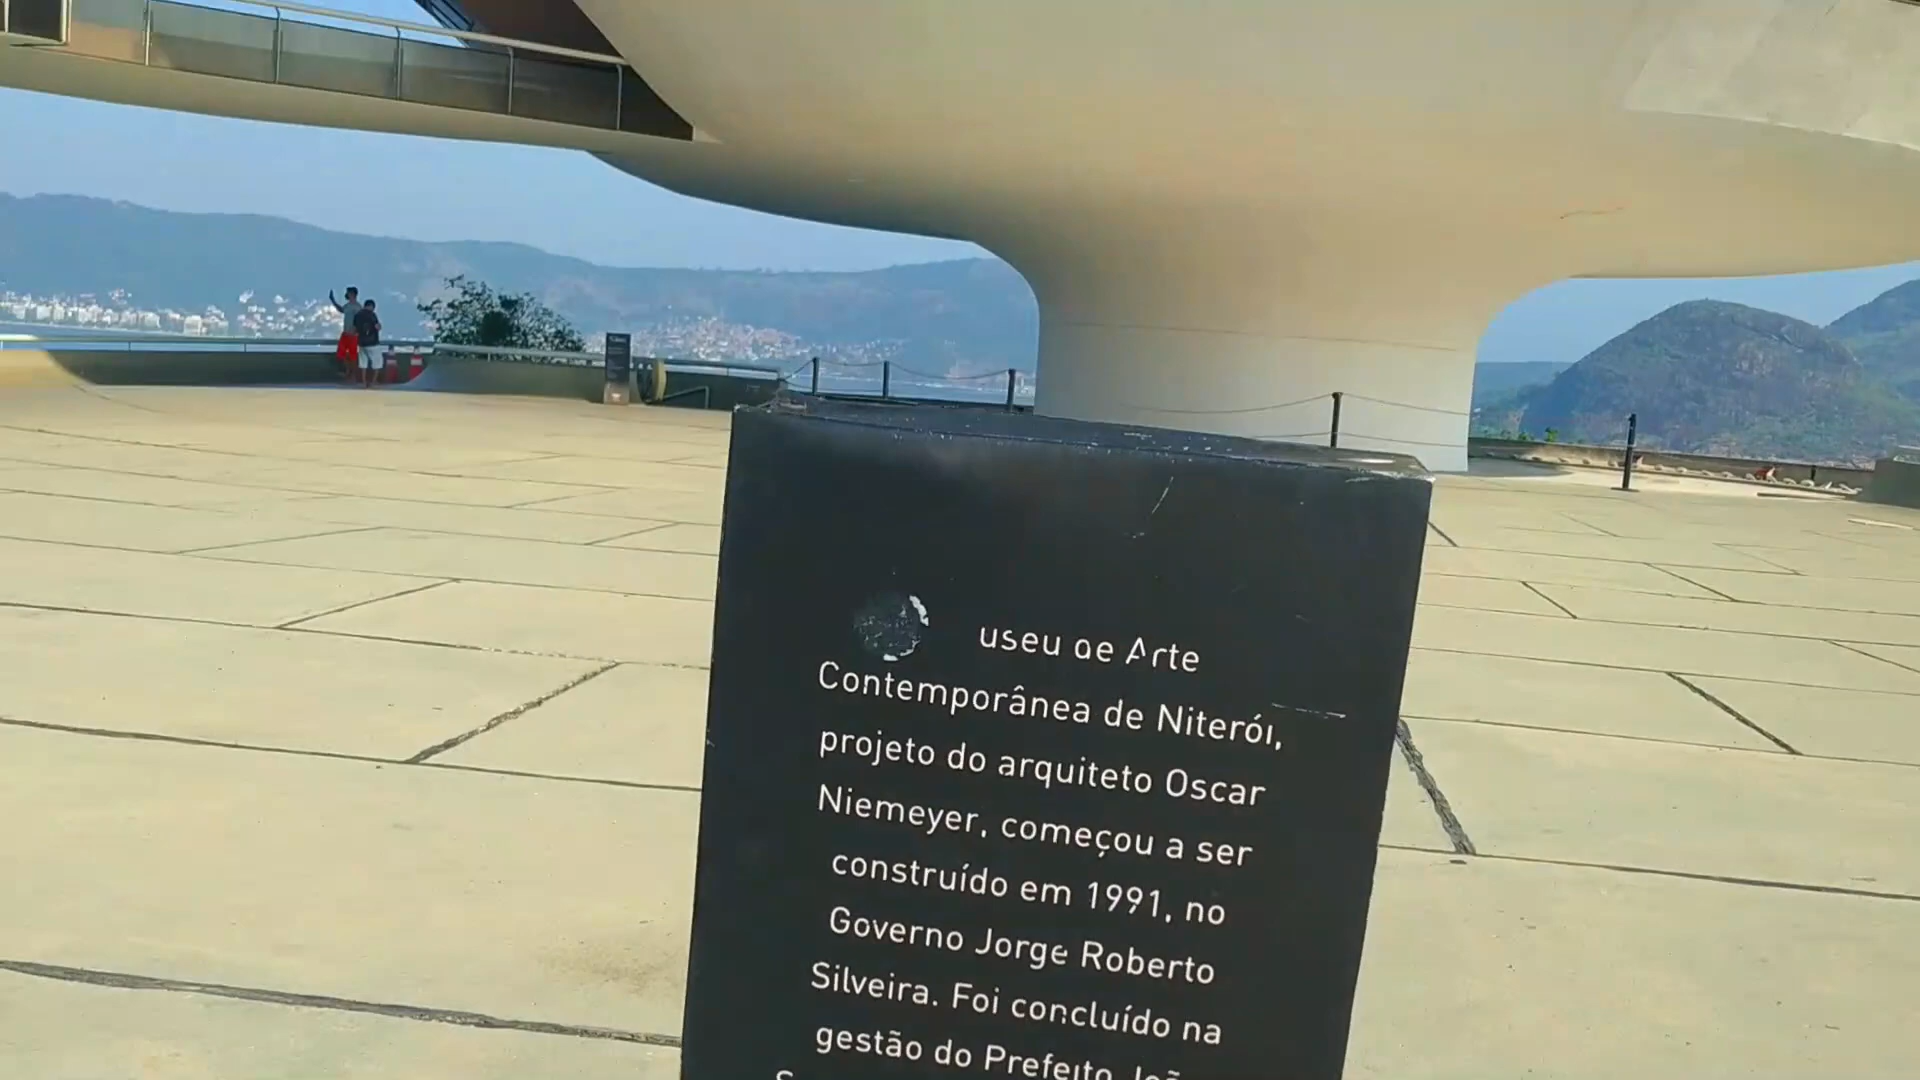 useu de Arte
Contemporânea de Niterói,
projeto do arquiteto Oscar
Niemeyer, começou a ser
construído em 1991, no
Governo Jorge Roberto
Silveira. Foi concluído na
gestão do Prefeito